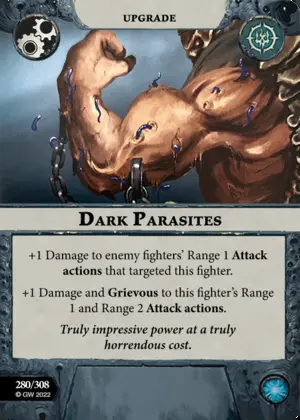 UPGRADE
DARK PARASITES
+1 Damage to enemy fighters' Range 1 Attack
actions that targeted this fighter.
+1 Damage and Grievous to this fighter's Range
1 and Range 2 Attack actions.
Truly impressive power at a truly
horrendous cost.
280/308
© GW 2022